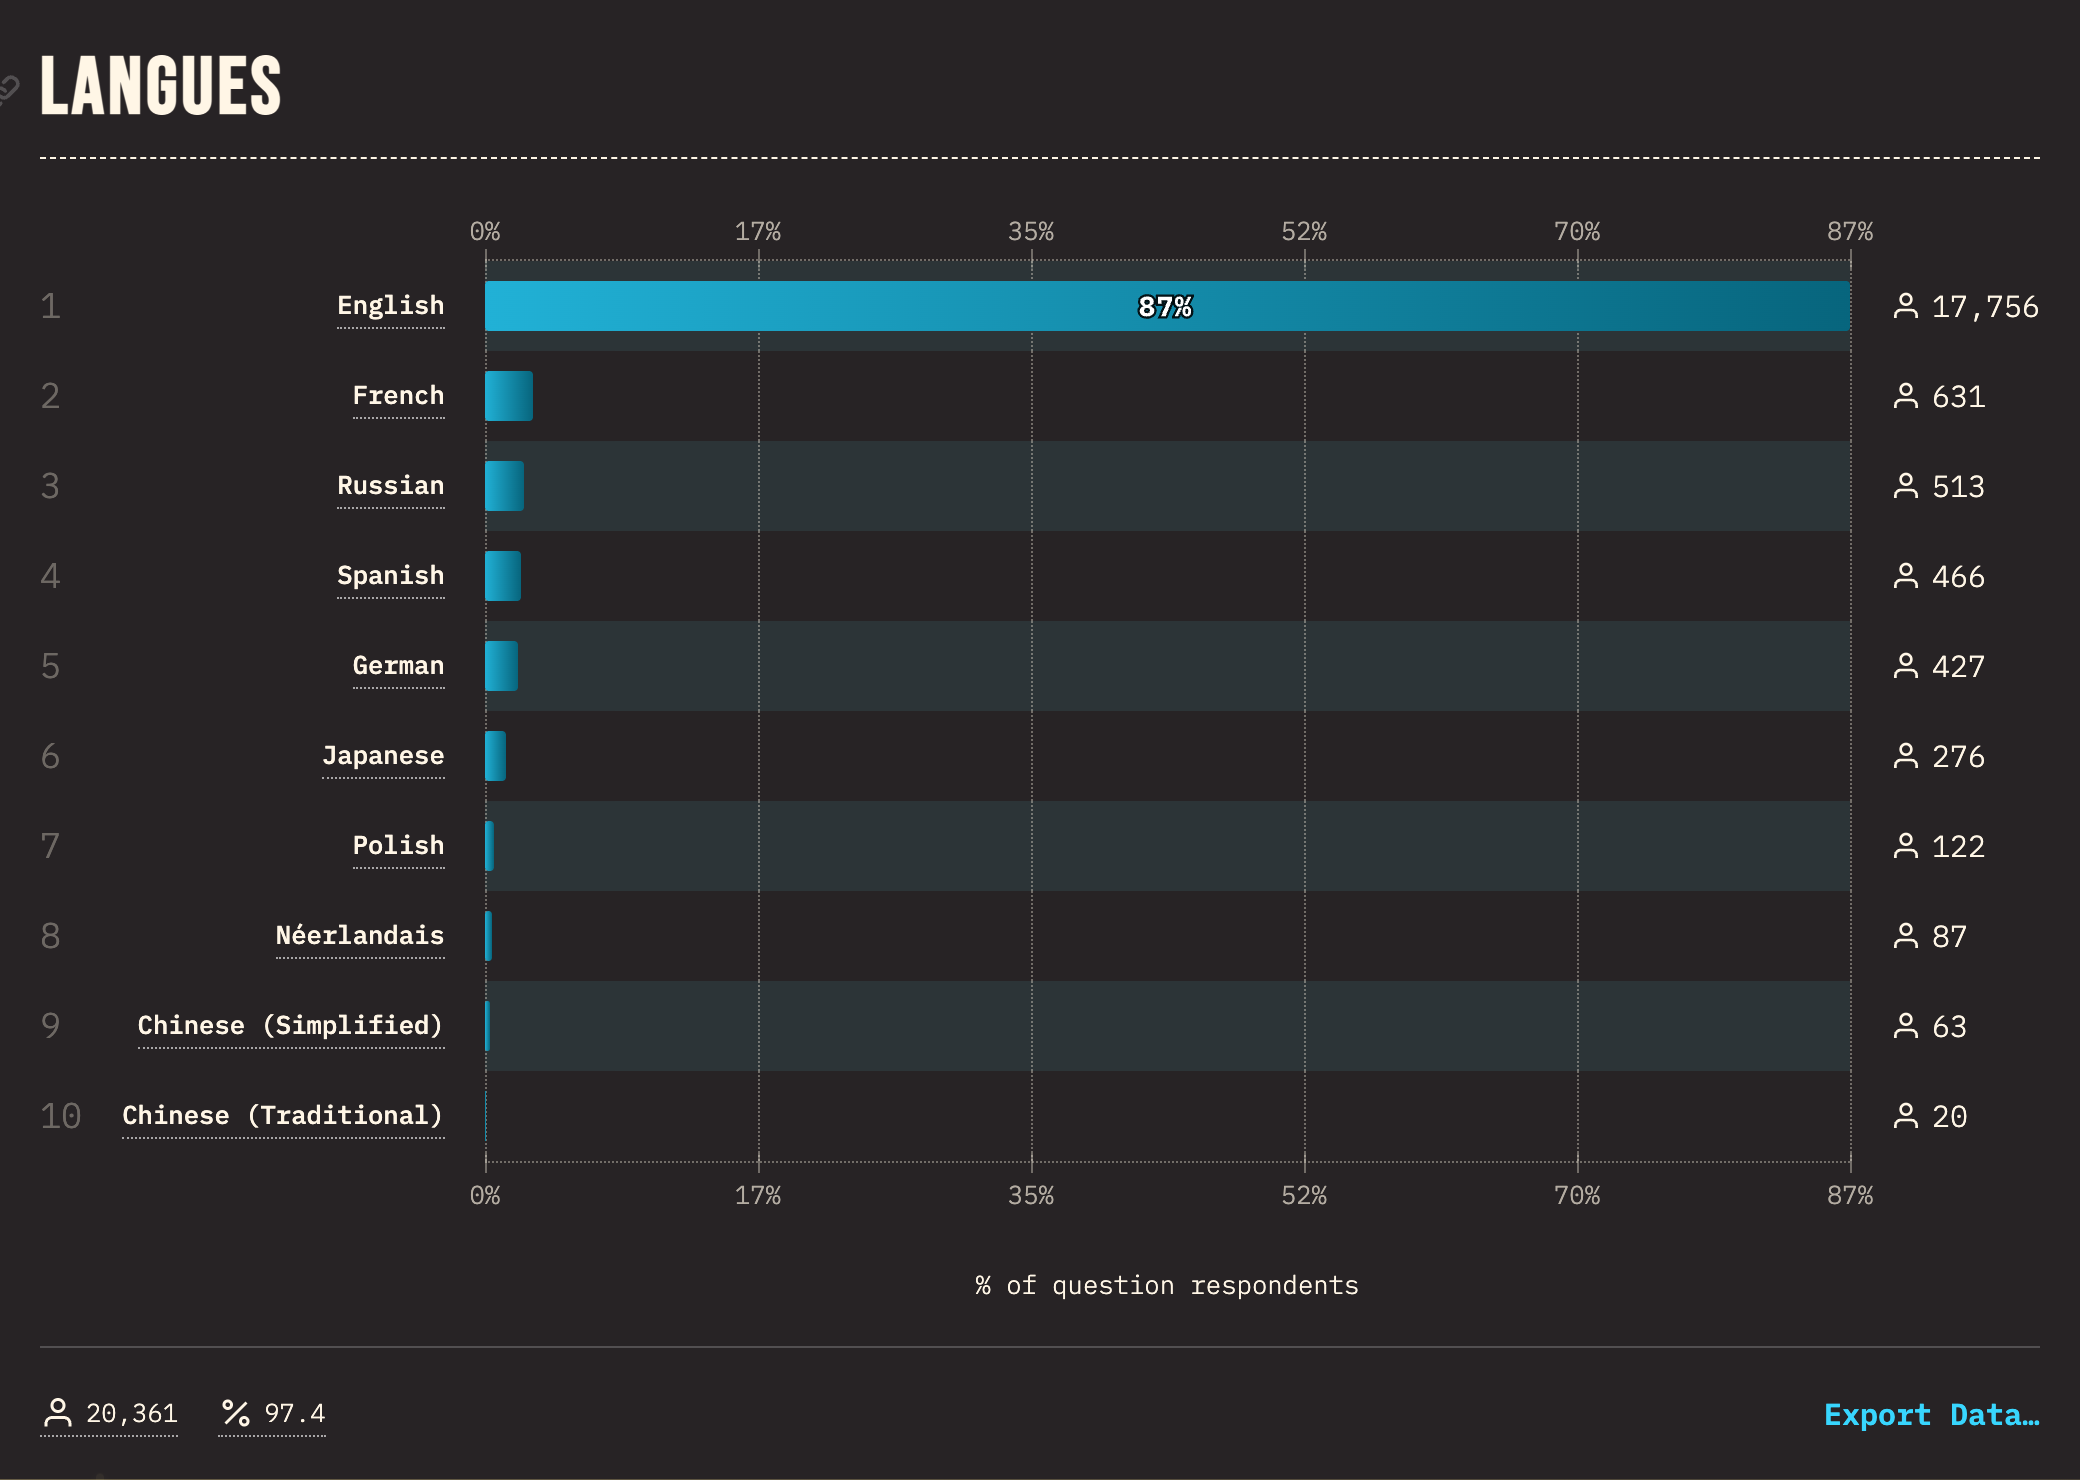 LANGUES
0% 17% 35% 52% 70% 87%
1 English 87% 17,756
2 French 631
3 Russian 513
4 Spanish 466
5 German 427
6 Japanese 276
7 Polish 122
8 Néerlandais 87
9 Chinese (Simplified) 63
10 Chinese (Traditional) 20
0% 17% 35% 52% 70% 87%
% of question respondents
20,361 % 97.4 Export Data…